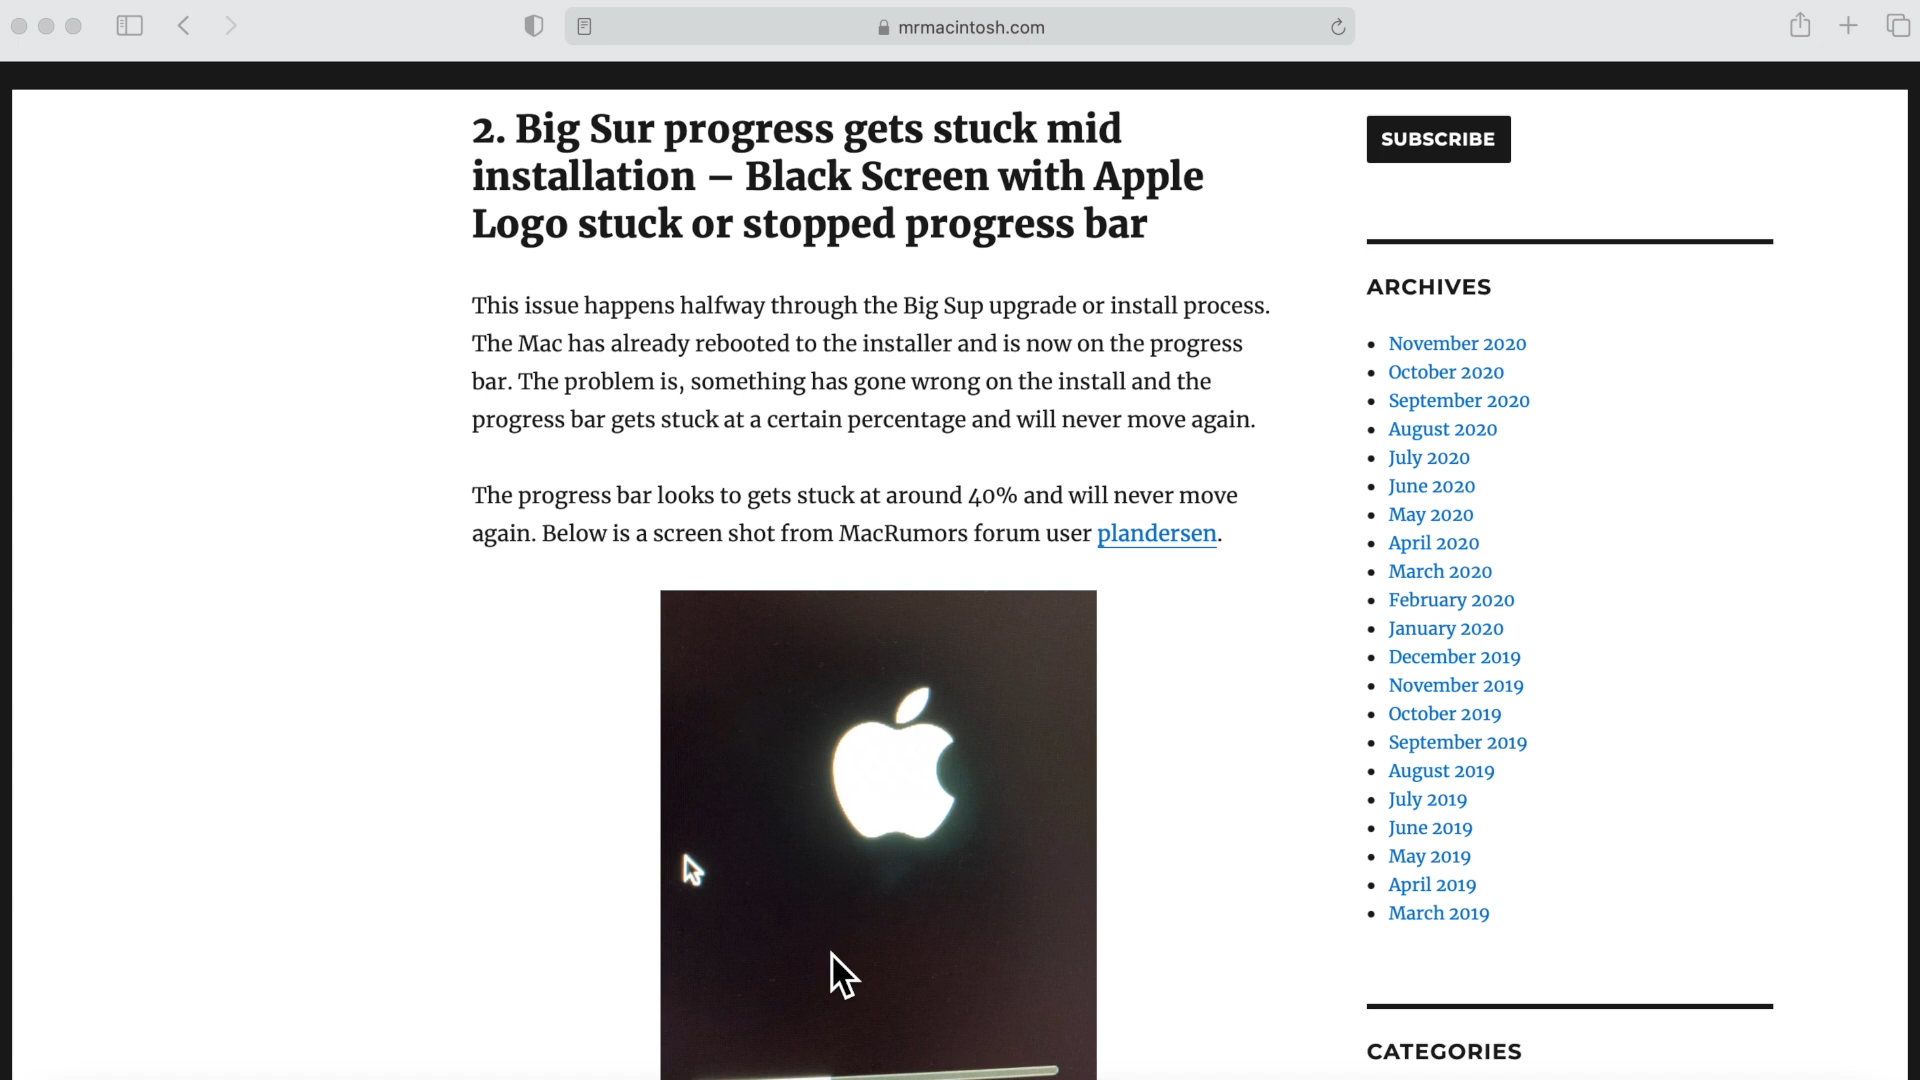 mrmacintosh.com
2. Big Sur progress gets stuck mid
installation – Black Screen with Apple
Logo stuck or stopped progress bar
This issue happens halfway through the Big Sup upgrade or install process.
The Mac has already rebooted to the installer and is now on the progress
bar. The problem is, something has gone wrong on the install and the
progress bar gets stuck at a certain percentage and will never move again.
The progress bar looks to gets stuck at around 40% and will never move
again. Below is a screen shot from MacRumors forum user plandersen.
SUBSCRIBE
ARCHIVES
November 2020
October 2020
September 2020
August 2020
July 2020
June 2020
May 2020
April 2020
March 2020
February 2020
January 2020
December 2019
November 2019
October 2019
September 2019
August 2019
July 2019
June 2019
May 2019
April 2019
March 2019
CATEGORIES